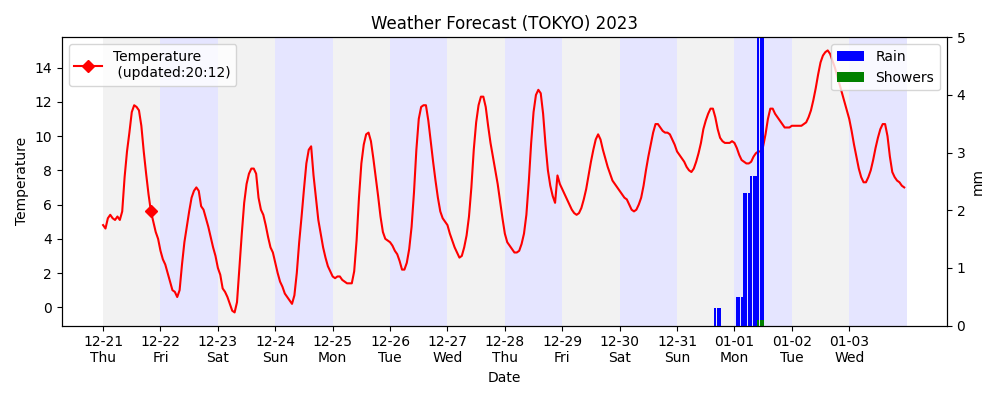 Weather Forecast (TOKYO) 2023
Temperature
(updated:20:12)
Rain
Showers
Temperature
14
12
10
8
6
4
2
0
5
4
3
2
1
0
mm
12-21 12-22 12-23 12-24 12-25 12-26 12-27 12-28 12-29 12-30 12-31 01-01 01-02 01-03
Thu Fri Sat Sun Mon Tue Wed Thu Fri Sat Sun Mon Tue Wed
Date